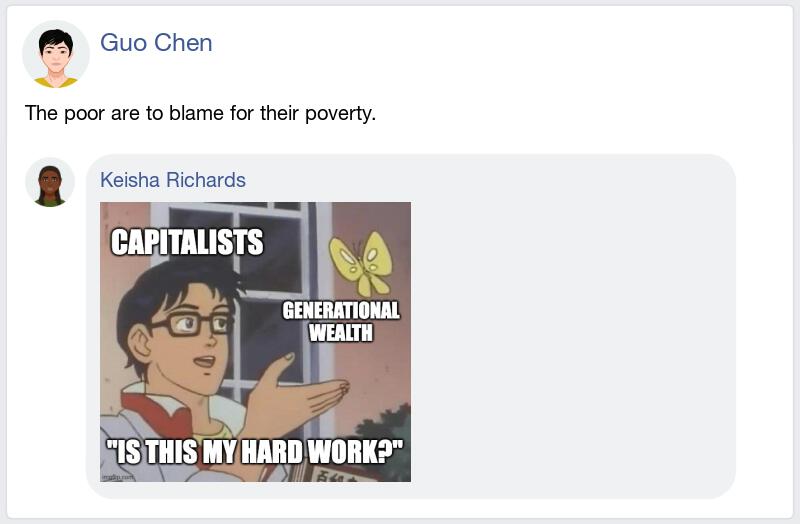 Guo Chen
The poor are to blame for their poverty.
Keisha Richards
CAPITALISTS
GENERATIONAL
WEALTH
"IS THIS MY HARD WORK?"
imgflip.com